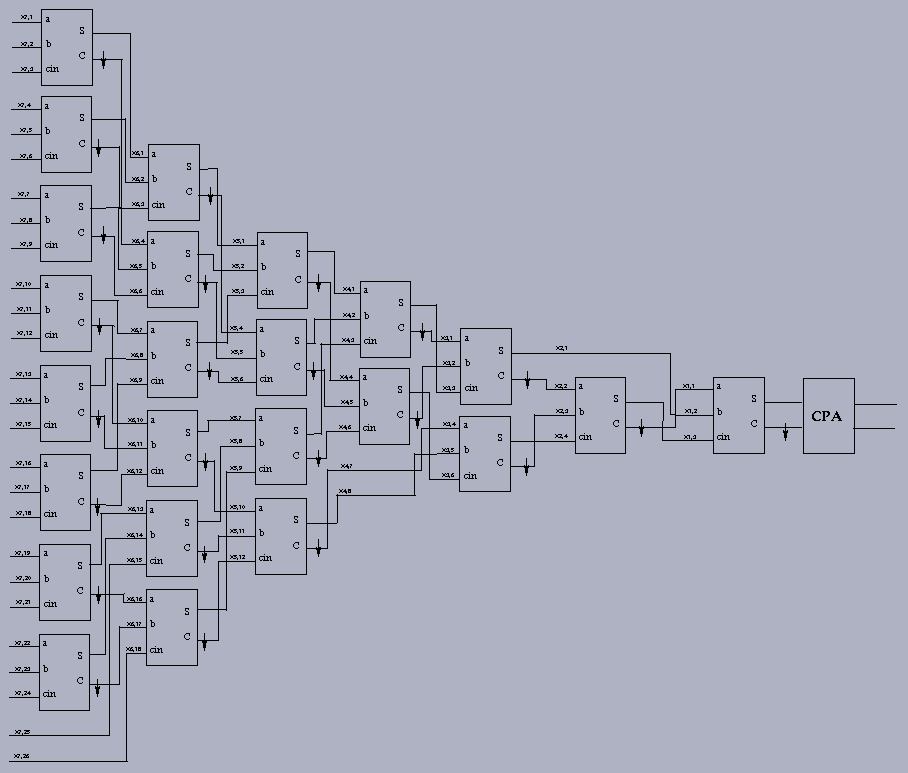 x7,1
a
S
x7,2
b
C
x7,3
cin
x7,4
a
S
x7,5
b
C
x7,6
cin
x7,7
a
S
x7,8
b
C
x7,9
cin
x7,10
a
S
x7,11
b
C
x7,12
cin
x7,13
a
S
x7,14
b
C
x7,15
cin
x7,16
a
S
x7,17
b
C
x7,18
cin
x7,19
a
S
x7,20
b
C
x7,21
cin
x7,22
a
S
x7,23
b
C
x7,24
cin
x7,25
x7,26
x6,1
a
S
x6,2
b
C
x6,3
cin
x6,4
a
S
x6,5
b
C
x6,6
cin
x6,7
a
S
x6,8
b
C
x6,9
cin
x6,10
a
S
x6,11
b
C
x6,12
cin
x6,13
a
S
x6,14
b
C
x6,15
cin
x6,16
a
S
x6,17
b
C
x6,18
cin
x5,1
a
S
x5,2
b
C
x5,3
cin
x5,4
a
S
x5,5
b
C
x5,6
cin
x5,7
a
S
x5,8
b
C
x5,9
cin
x5,10
a
S
x5,11
b
C
x5,12
cin
x4,1
a
S
x4,2
b
C
x4,3
cin
x4,4
a
S
x4,5
b
C
x4,6
cin
x4,7
x4,8
x3,1
a
S
x3,2
b
C
x3,3
cin
x3,4
a
S
x3,5
b
C
x3,6
cin
x2,1
x2,2
a
S
x2,3
b
C
x2,4
cin
x1,1
a
S
x1,2
b
C
x1,3
cin
CPA